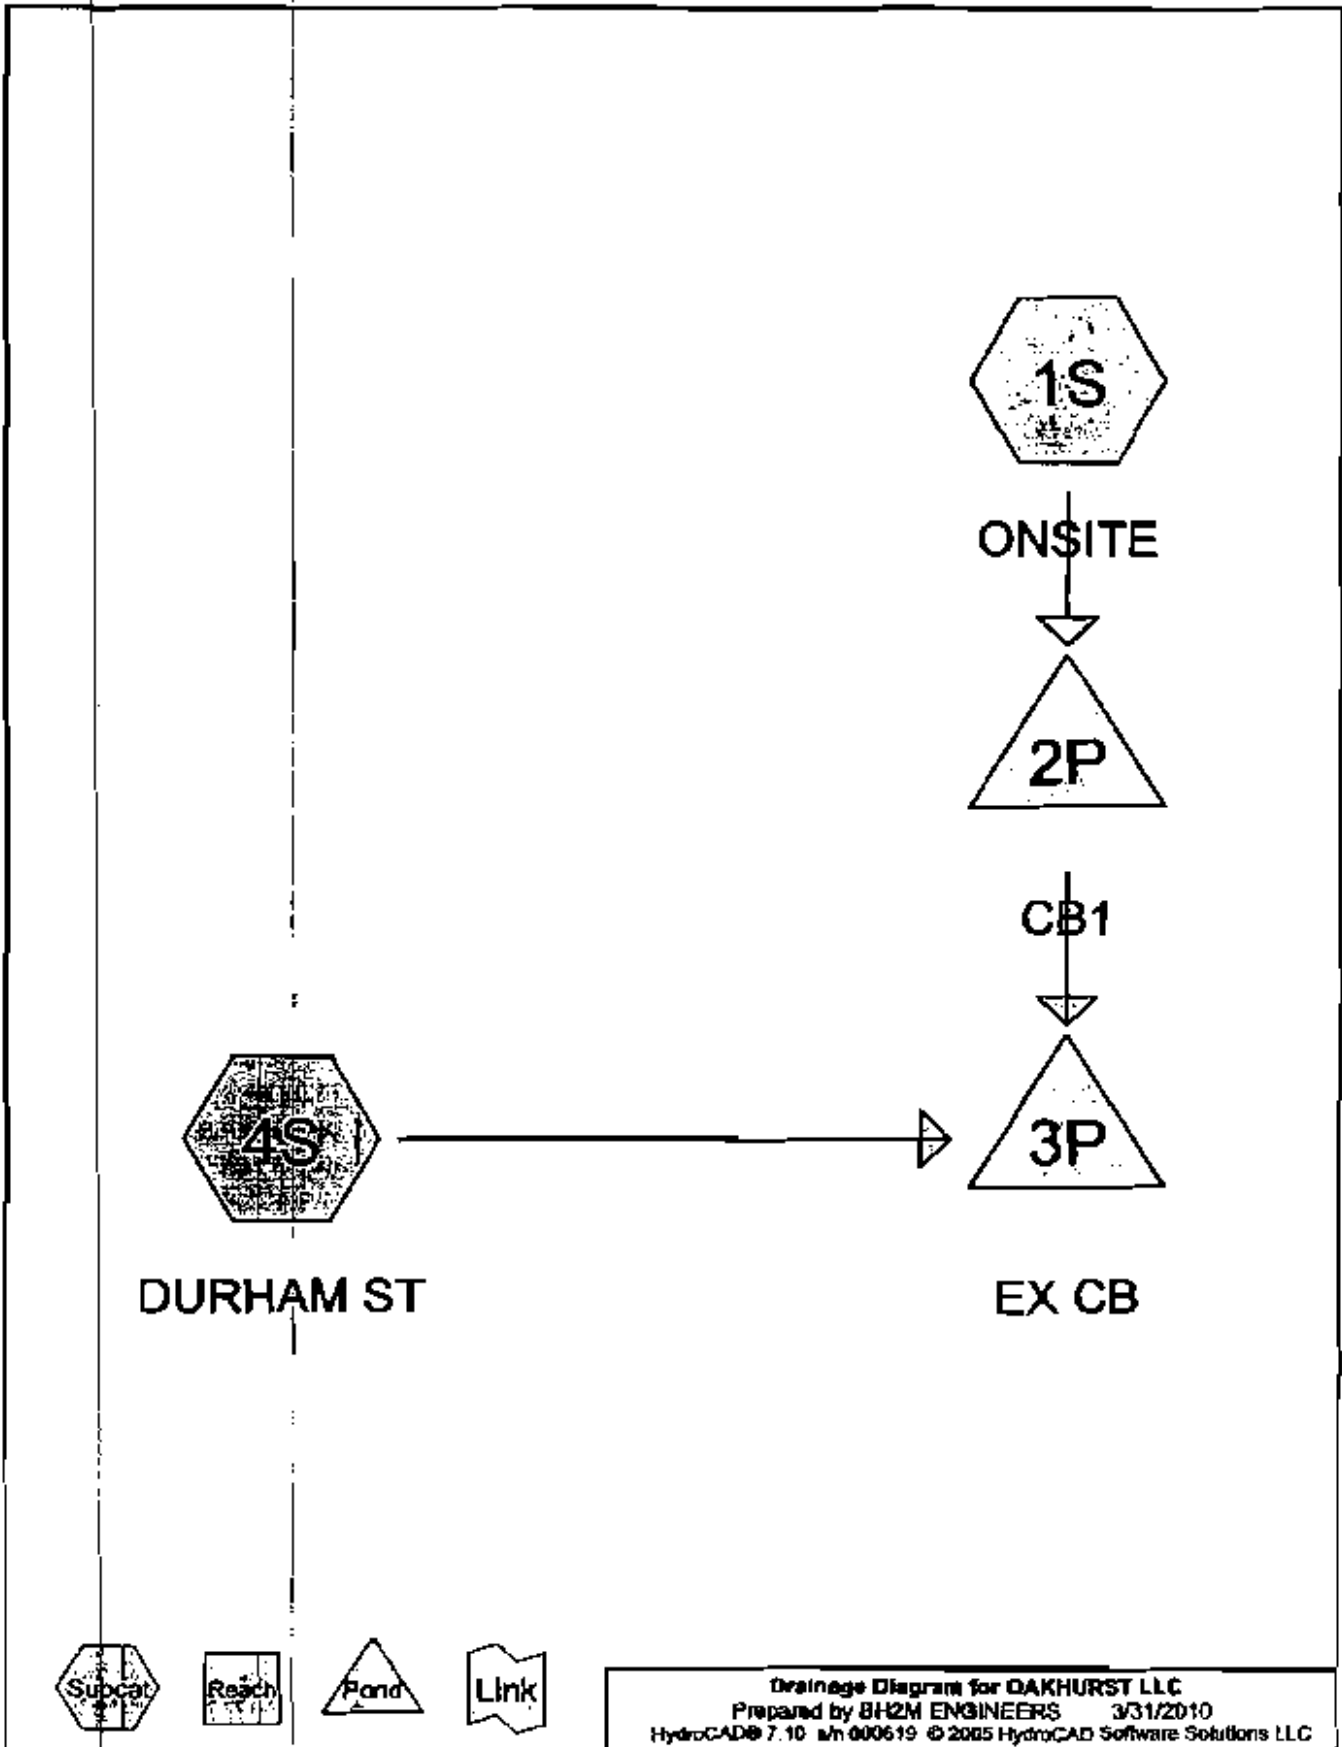 1S
ONSITE
2P
CB1
4S
3P
DURHAM ST
EX CB
Subcat
Reach
Pond
Link
Drainage Diagram for OAKHURST LLC
Prepared by BH2M ENGINEERS 3/31/2010
HydroCAD® 7.10 s/n 000619 © 2005 HydroCAD Software Solutions LLC